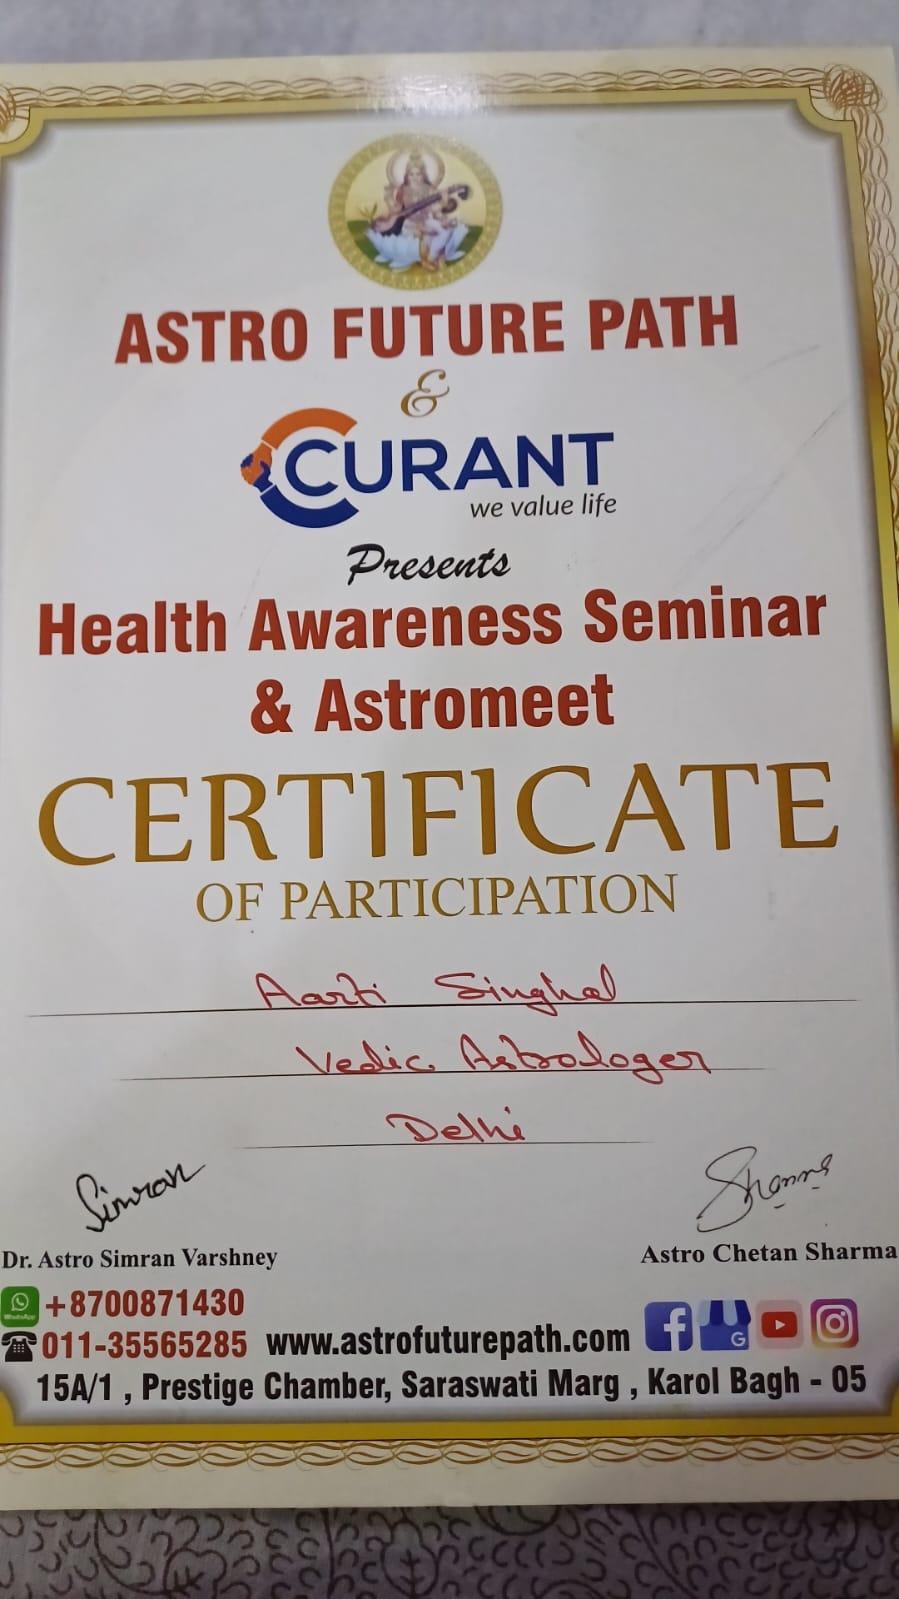 ASTRO FUTURE PATH
&
CURANT
we value life
Presents
Health Awareness Seminar
& Astromeet
CERTIFICATE
OF PARTICIPATION
Aarti Singhal
Vedic Astrologer
Delhi
Simran
Sharma
Dr. Astro Simran Varshney
Astro Chetan Sharma
WhatsApp
+8700871430
011-35565285 www.astrofuturepath.com
G
15A/1 , Prestige Chamber, Saraswati Marg , Karol Bagh - 05